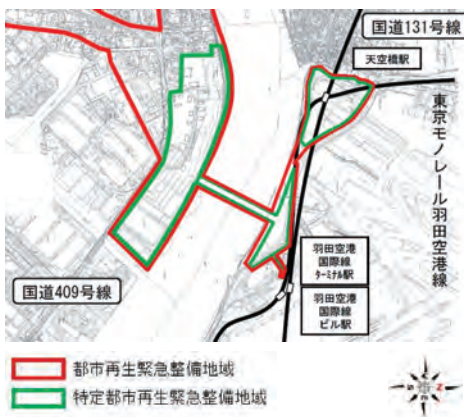 国道131号線
天空橋駅
東京モノレール羽田空港線
羽田空港
国際線
ターミナル駅
羽田空港
国際線
ビル駅
国道409号線
都市再生緊急整備地域
特定都市再生緊急整備地域